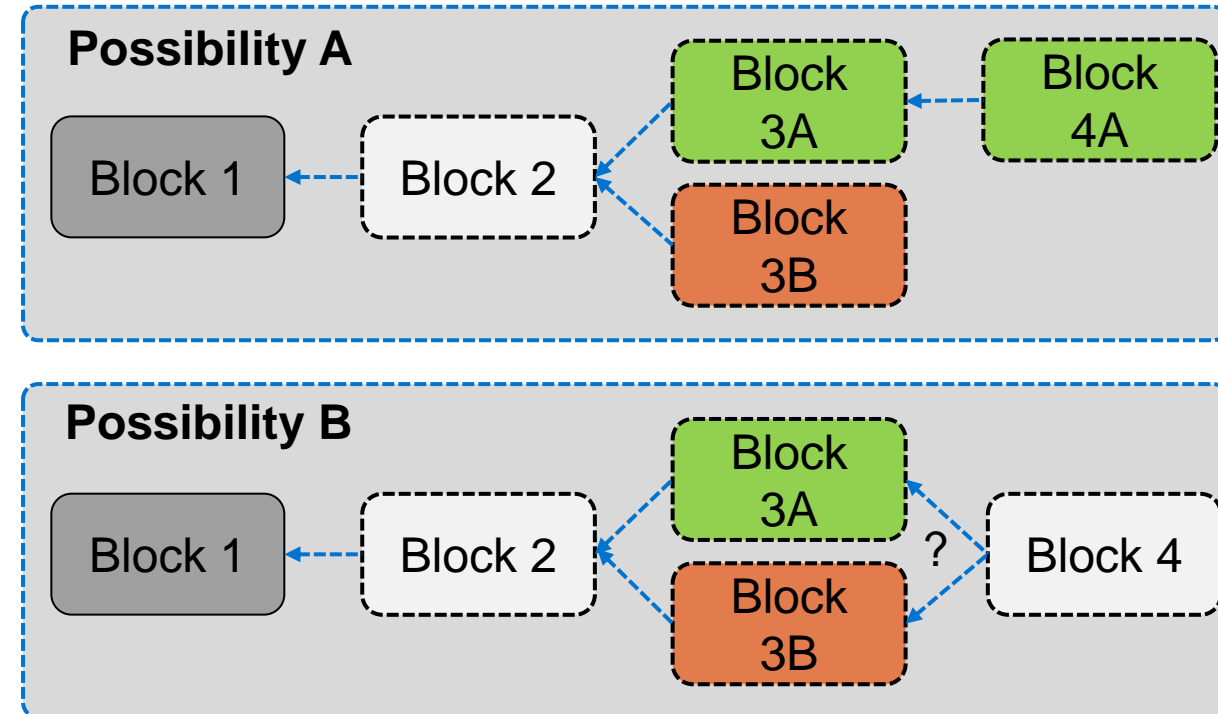 Possibility A
Block 1
Block 2
Block
3A
Block
4A
Block
3B
Possibility B
Block 1
Block 2
Block
3A
?
Block 4
Block
3B